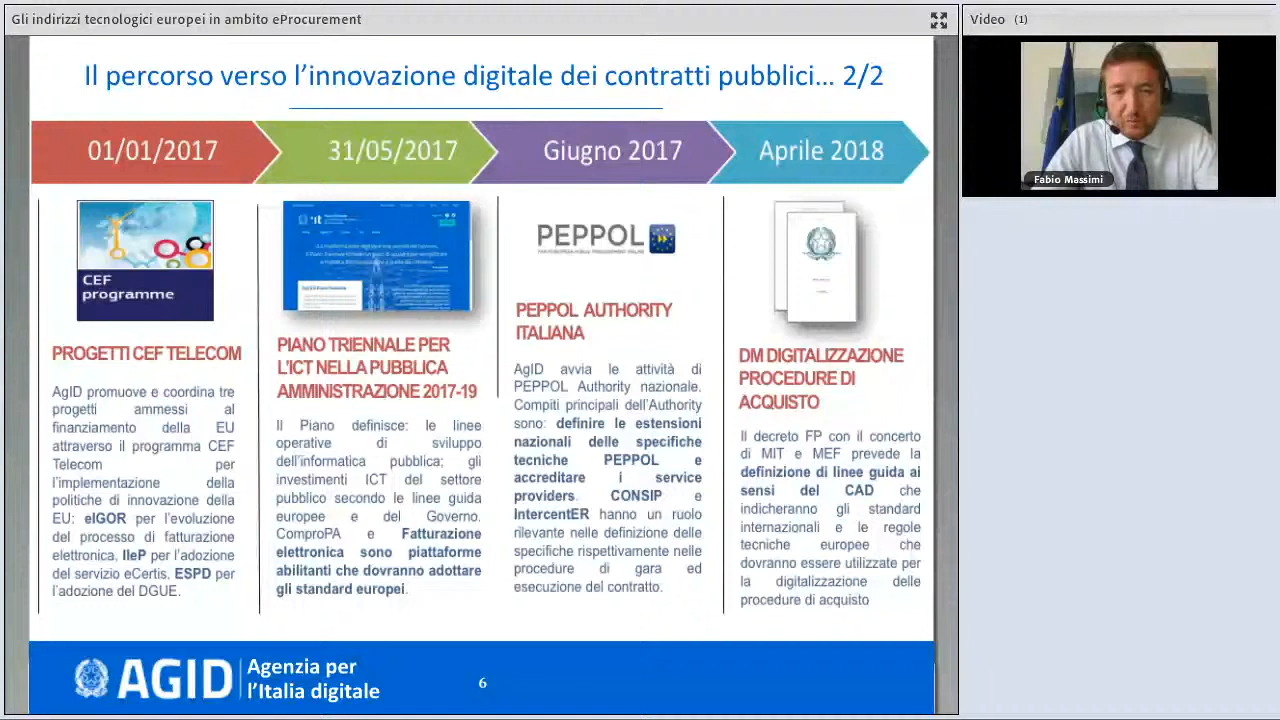 Gli indirizzi tecnologici europei in ambito eProcurement
Video (1)
Fabio Massimi
Il percorso verso l'innovazione digitale dei contratti pubblici... 2/2
01/01/2017
31/05/2017
Giugno 2017
Aprile 2018
CEF
programme
PROGETTI CEF TELECOM
AgID promuove e coordina tre
progetti ammessi al
finanziamento della EU
attraverso il programma CEF
Telecom per
l'implementazione della
politiche di innovazione della
EU: eIGOR per l'evoluzione
del processo di fatturazione
elettronica, IIeP per l'adozione
del servizio eCertis, ESPD per
l'adozione del DGUE.
PIANO TRIENNALE PER
L'ICT NELLA PUBBLICA
AMMINISTRAZIONE 2017-19
Il Piano definisce: le linee
operative di sviluppo
dell'informatica pubblica; gli
investimenti ICT del settore
pubblico secondo le linee guida
europee e del Governo.
ComproPA e Fatturazione
elettronica sono piattaforme
abilitanti che dovranno adottare
gli standard europei.
PEPPOL
PEPPOL AUTHORITY
ITALIANA
AgID avvia le attività di
PEPPOL Authority nazionale.
Compiti principali dell'Authority
sono: definire le estensioni
nazionali delle specifiche
tecniche PEPPOL e
accreditare i service
providers. CONSIP e
IntercentER hanno un ruolo
rilevante nelle definizione delle
specifiche rispettivamente nelle
procedure di gara ed
esecuzione del contratto.
DM DIGITALIZZAZIONE
PROCEDURE DI
ACQUISTO
Il decreto FP con il concerto
di MIT e MEF prevede la
definizione di linee guida ai
sensi del CAD che
indicheranno gli standard
internazionali e le regole
tecniche europee che
dovranno essere utilizzate per
la digitalizzazione delle
procedure di acquisto
AGID
Agenzia per
l'Italia digitale
6